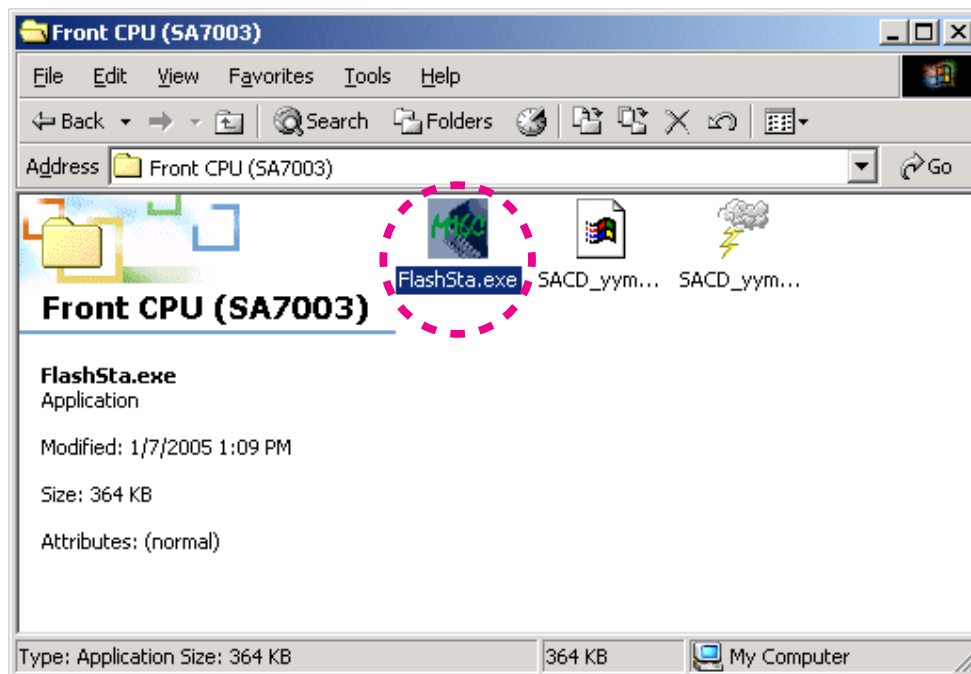 Front CPU (SA7003)
File Edit View Favorites Tools Help
Back Search Folders
Address Front CPU (SA7003) Go
M16C
FlashSta.exe SACD_yym... SACD_yym...
Front CPU (SA7003)
FlashSta.exe
Application
Modified: 1/7/2005 1:09 PM
Size: 364 KB
Attributes: (normal)
Type: Application Size: 364 KB 364 KB My Computer